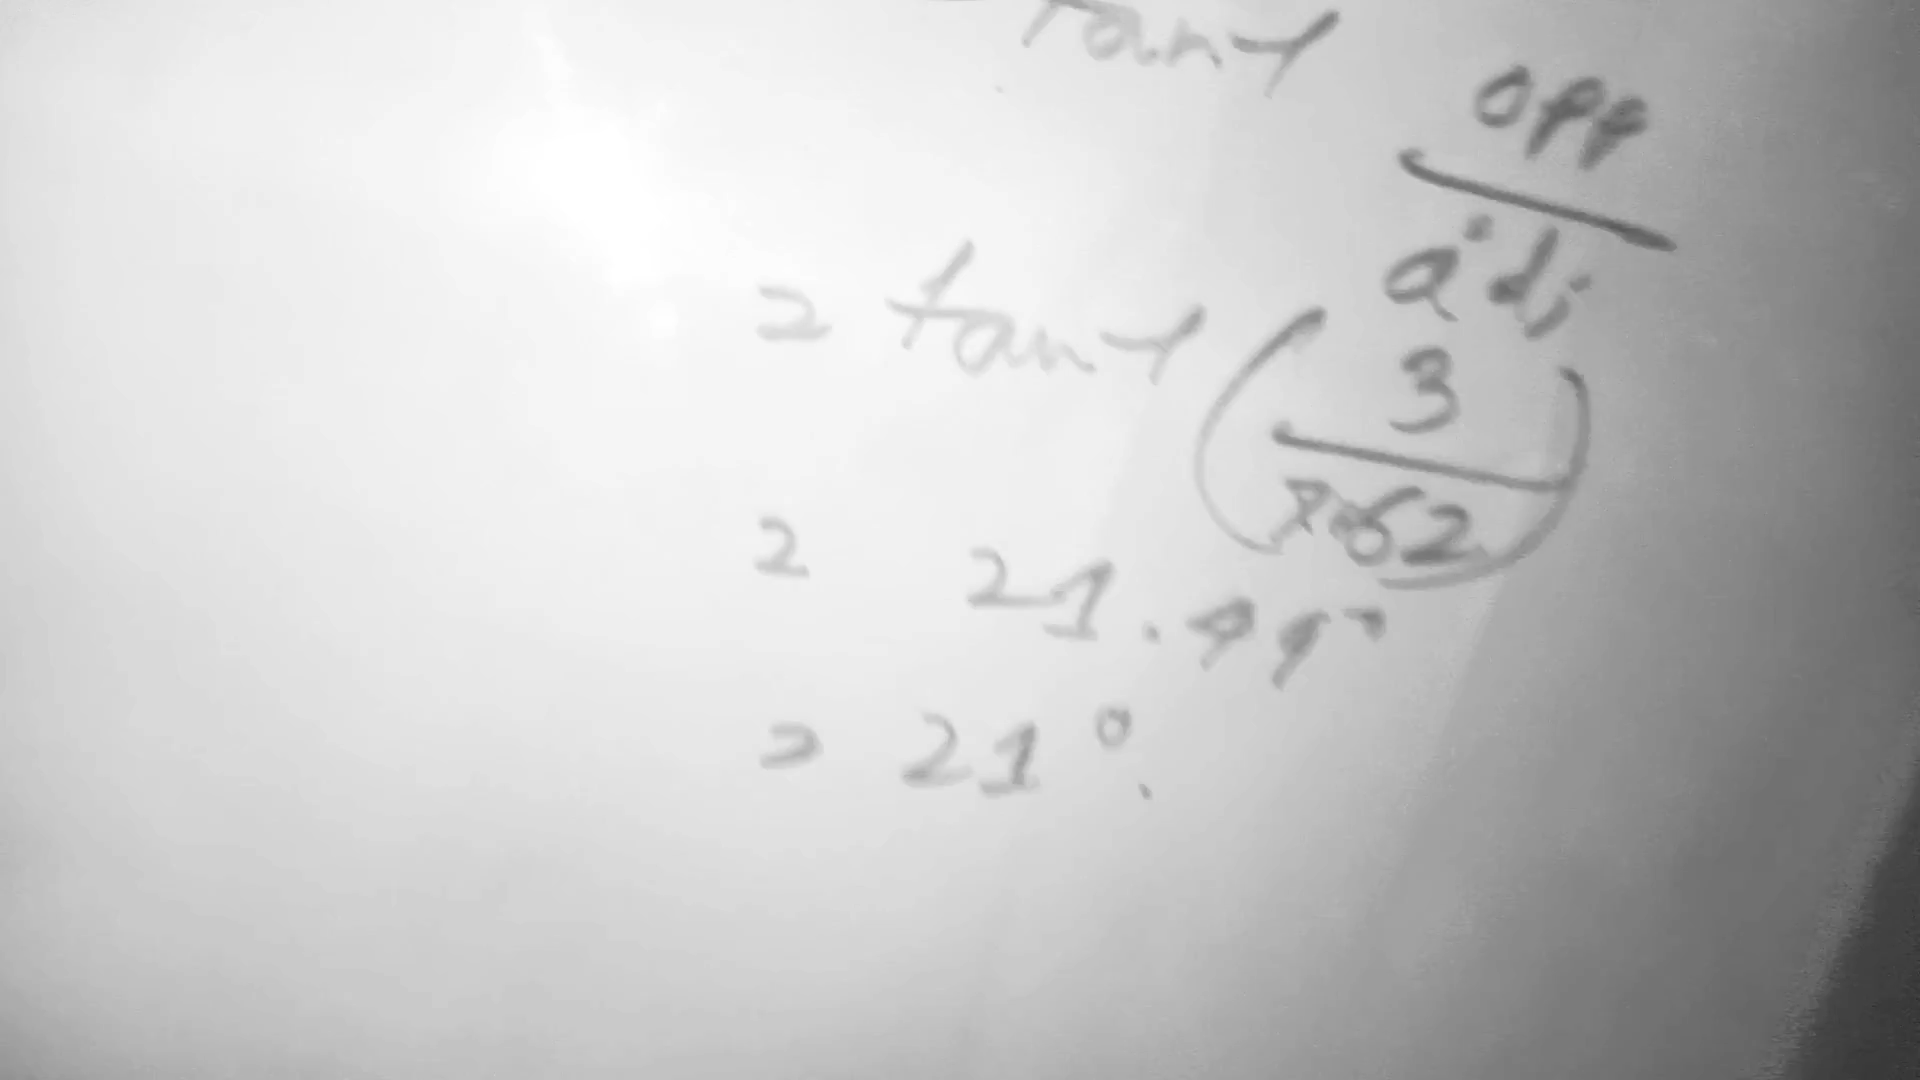 tan-1 opp
adj
= tan-1 (3
7.62)
= 21.49°
= 21°.